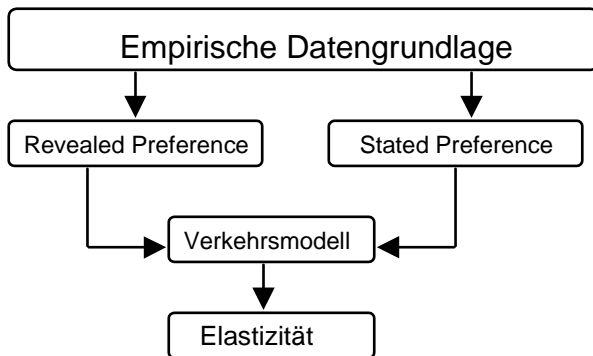 Empirische Datengrundlage
Revealed Preference
Stated Preference
Verkehrsmodell
Elastizität